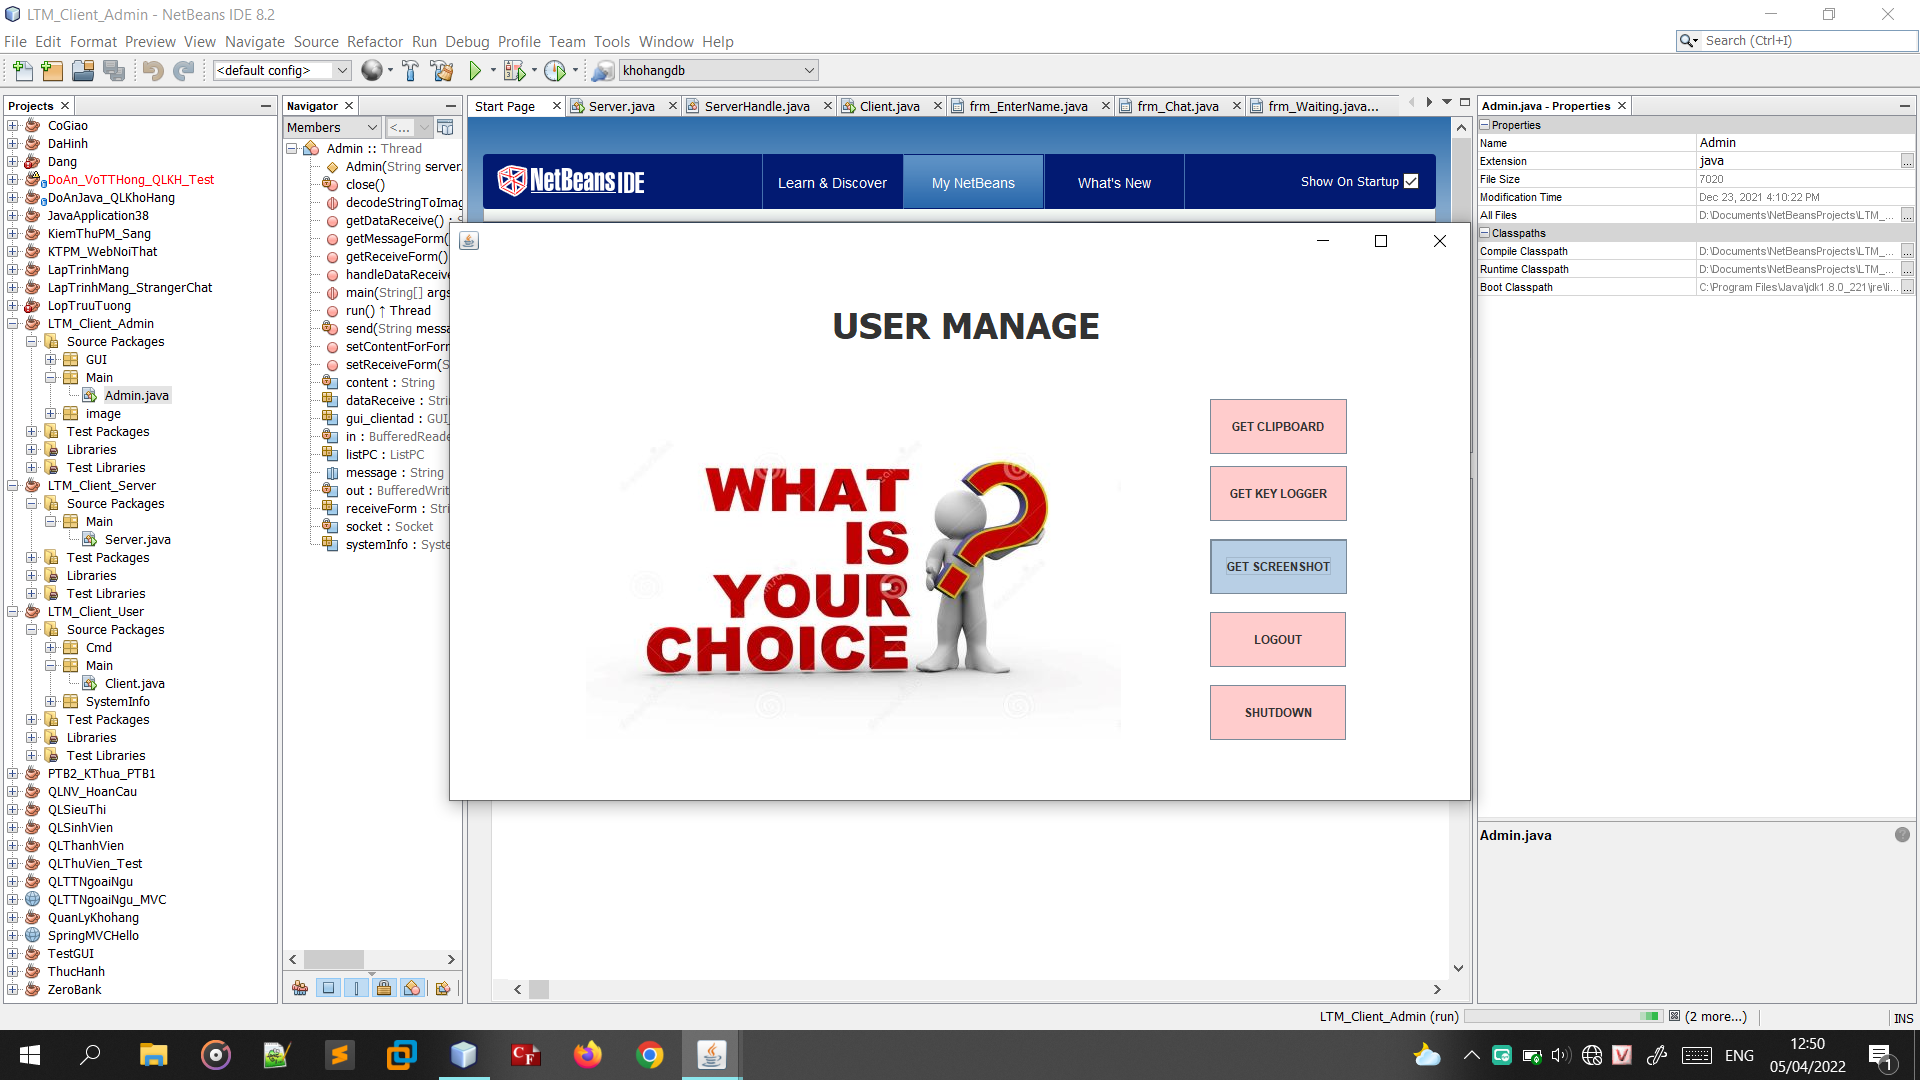 LTM_Client_Admin - NetBeans IDE 8.2
File Edit Format Preview View Navigate Source Refactor Run Debug Profile Team Tools Window Help
Search (Ctrl+I)
<default config>
khohangdb
Projects
CoGiao
DaHinh
Dang
DoAn_VoTTHong_QLKH_Test
DoAnJava_QLKhoHang
JavaApplication38
KiemThuPM_Sang
KTPM_WebNoiThat
LapTrinhMang
LapTrinhMang_StrangerChat
LopTruuTuong
LTM_Client_Admin
Source Packages
GUI
Main
Admin.java
image
Test Packages
Libraries
Test Libraries
LTM_Client_Server
Source Packages
Main
Server.java
Test Packages
Libraries
Test Libraries
LTM_Client_User
Source Packages
Cmd
Main
Client.java
SystemInfo
Test Packages
Libraries
Test Libraries
PTB2_KThua_PTB1
QLNV_HoanCau
QLSieuThi
QLSinhVien
QLThanhVien
QLThuVien_Test
QLTTNgoaiNgu
QLTTNgoaiNgu_MVC
QuanLyKhohang
SpringMVCHello
TestGUI
ThucHanh
ZeroBank
Navigator
Members
<...
Admin :: Thread
Admin(String server
close()
decodeStringToImag
getDataReceive() : S
getMessageForm()
getReceiveForm()
handleDataReceive
main(String[] args
run() ↑ Thread
send(String messa
setContentForForm
setReceiveForm(S
content : String
dataReceive : Stri
gui_clientad : GUI_
in : BufferedReade
listPC : ListPC
message : String
out : BufferedWrit
receiveForm : Stri
socket : Socket
systemInfo : Syste
Start Page
Server.java
ServerHandle.java
Client.java
frm_EnterName.java
frm_Chat.java
frm_Waiting.java...
NetBeans IDE
Learn & Discover
My NetBeans
What's New
Show On Startup
USER MANAGE
WHAT
IS
YOUR
CHOICE
GET CLIPBOARD
GET KEY LOGGER
GET SCREENSHOT
LOGOUT
SHUTDOWN
Admin.java - Properties
Properties
Name Admin
Extension java
...
File Size 7020
Modification Time Dec 23, 2021 4:10:22 PM
All Files D:\Documents\NetBeansProjects\LTM_...
...
Classpaths
Compile Classpath D:\Documents\NetBeansProjects\LTM_...
...
Runtime Classpath D:\Documents\NetBeansProjects\LTM_...
...
Boot Classpath C:\Program Files\Java\jdk1.8.0_221\jre\li...
...
Admin.java
LTM_Client_Admin (run)
(2 more...)
INS
CF
ENG
12:50
05/04/2022
1